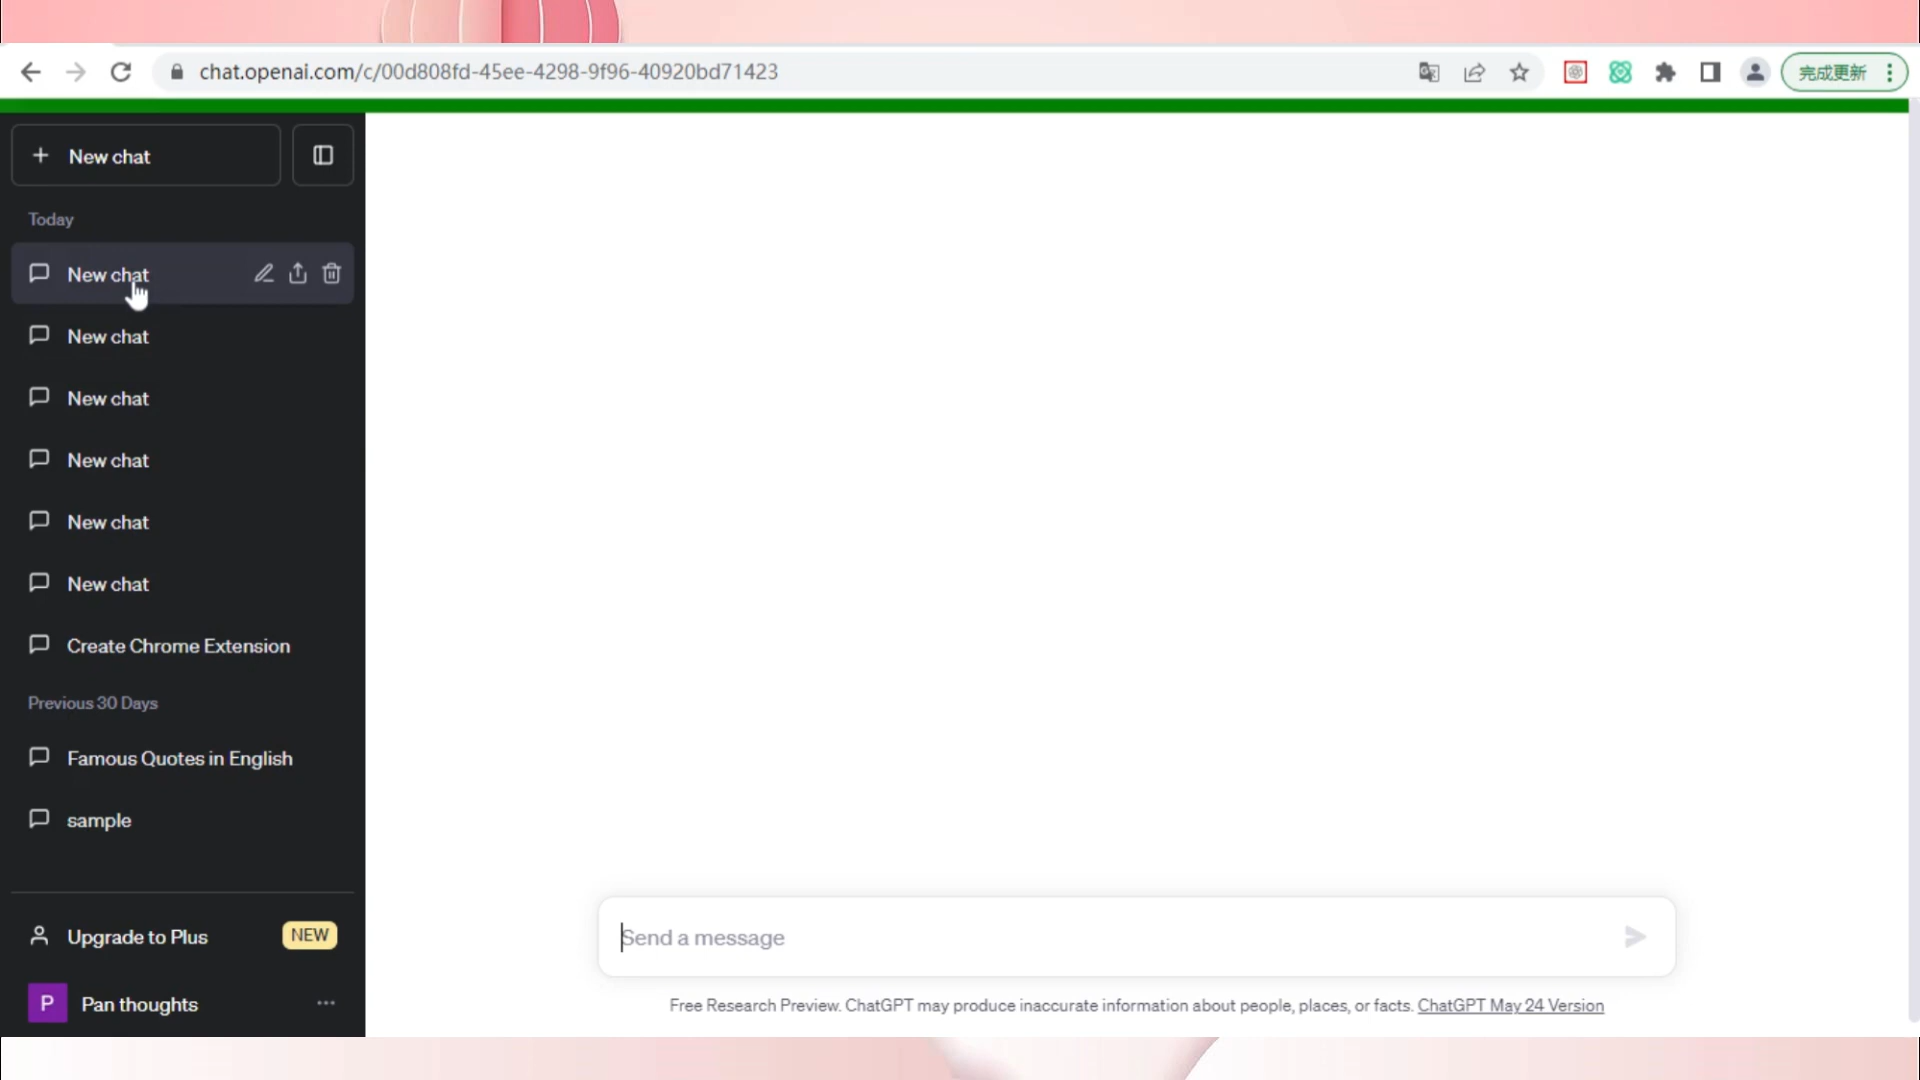 chat.openai.com/c/00d808fd-45ee-4298-9f96-40920bd71423
完成更新
New chat
Today
New chat
New chat
New chat
New chat
New chat
New chat
Create Chrome Extension
Previous 30 Days
Famous Quotes in English
sample
Upgrade to Plus NEW
P Pan thoughts
Send a message
Free Research Preview. ChatGPT may produce inaccurate information about people, places, or facts. ChatGPT May 24 Version